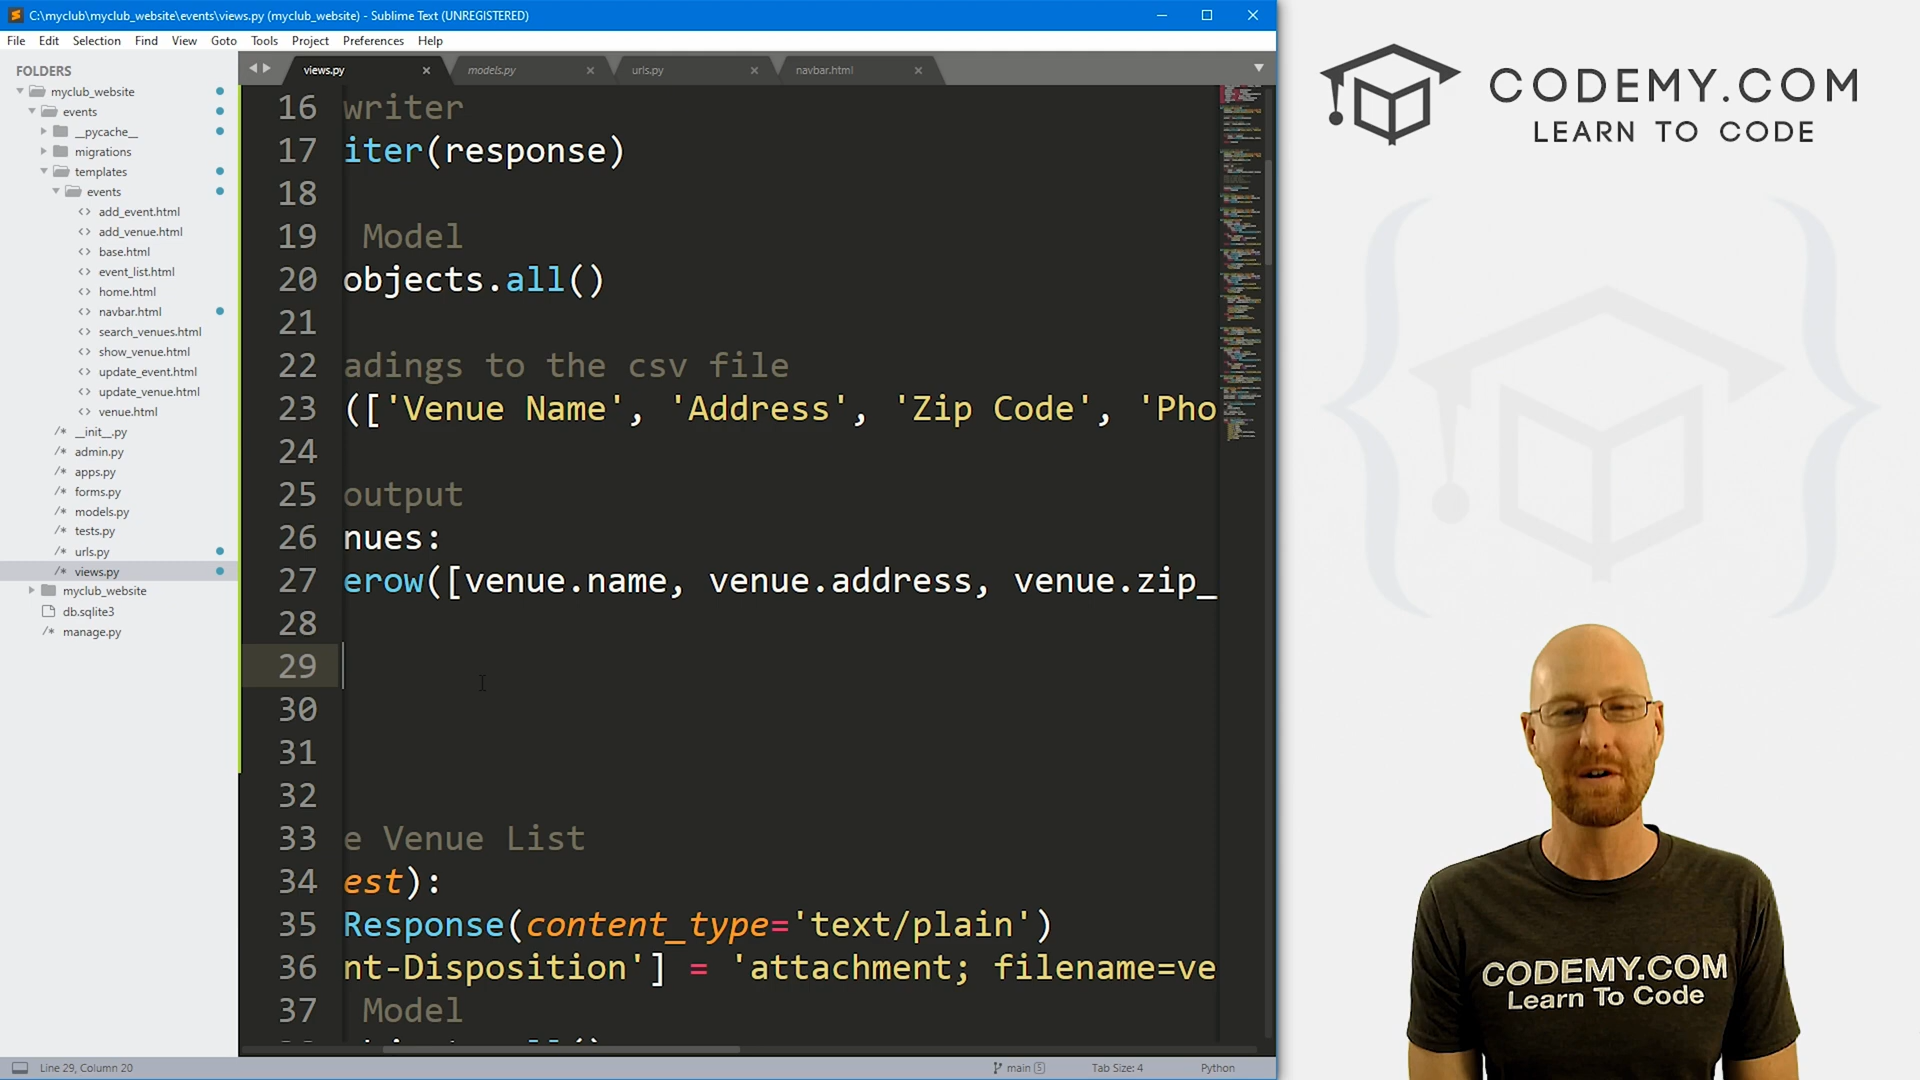 C:\myclub\myclub_website\events\views.py (myclub_website) - Sublime Text (UNREGISTERED)
File Edit Selection Find View Goto Tools Project Preferences Help
FOLDERS
myclub_website
events
__pycache__
migrations
templates
events
add_event.html
add_venue.html
base.html
event_list.html
home.html
navbar.html
search_venues.html
show_venue.html
update_event.html
update_venue.html
venue.html
__init__.py
admin.py
apps.py
forms.py
models.py
tests.py
urls.py
views.py
myclub_website
db.sqlite3
manage.py
views.py models.py urls.py navbar.html
16 writer
17 iter(response)
18
19 Model
20 objects.all()
21
22 adings to the csv file
23 (['Venue Name', 'Address', 'Zip Code', 'Pho
24
25 output
26 nues:
27 erow([venue.name, venue.address, venue.zip_
28
29
30
31
32
33 e Venue List
34 est):
35 Response(content_type='text/plain')
36 nt-Disposition'] = 'attachment; filename=ve
37 Model
Line 29, Column 20 main 5 Tab Size: 4 Python
CODEMY.COM
LEARN TO CODE
CODEMY.COM
Learn To Code